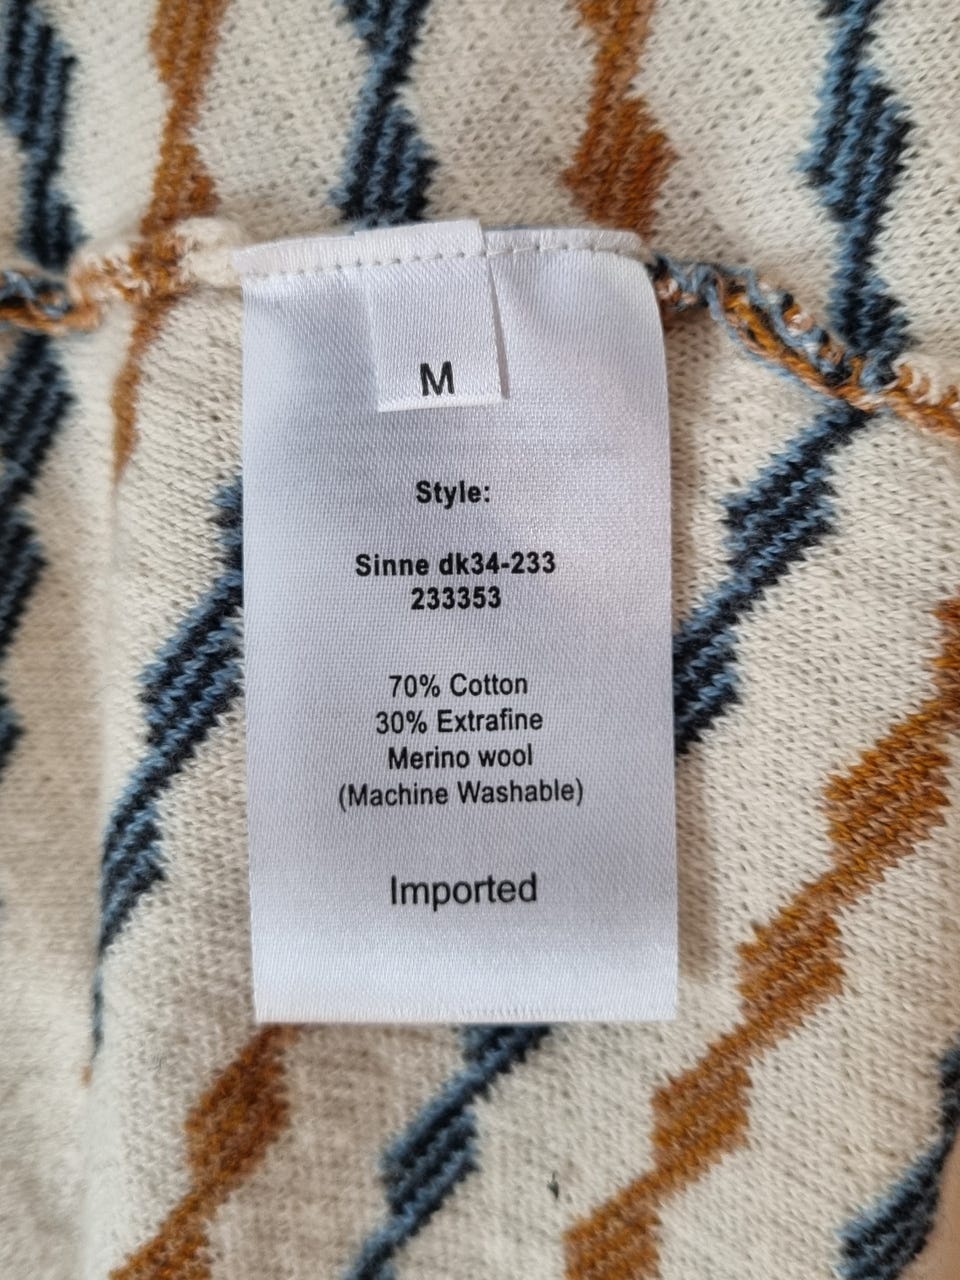 M
Style:
Sinne dk34-233
233353
70% Cotton
30% Extrafine
Merino wool
(Machine Washable)
Imported